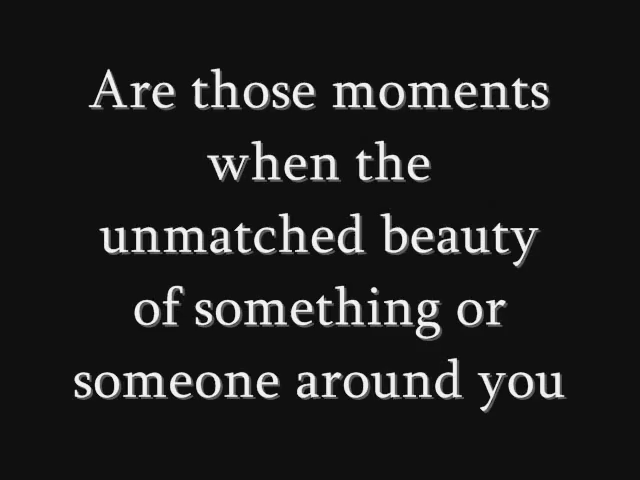 Are those moments
when the
unmatched beauty
of something or
someone around you